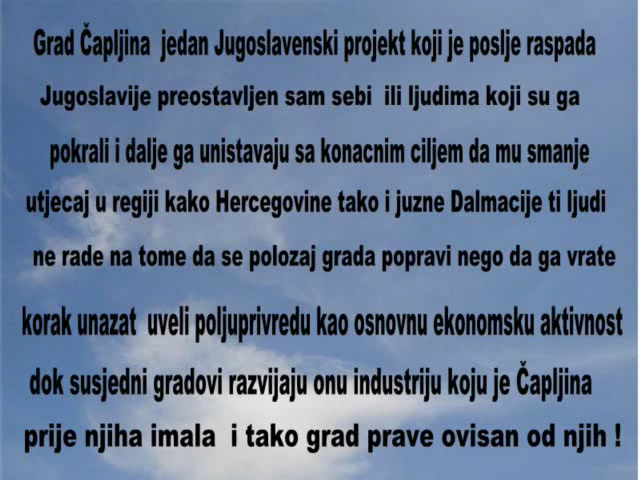 Grad Čapljina jedan Jugoslavenski projekt koji je poslje raspada
Jugoslavije preostavljen sam sebi ili ljudima koji su ga
pokrali i dalje ga unistavaju sa konacnim ciljem da mu smanje
utjecaj u regiji kako Hercegovine tako i juzne Dalmacije ti ljudi
ne rade na tome da se polozaj grada popravi nego da ga vrate
korak unazat uveli poljuprivredu kao osnovnu ekonomsku aktivnost
dok susjedni gradovi razvijaju onu industriju koju je Čapljina
prije njiha imala i tako grad prave ovisan od njih !